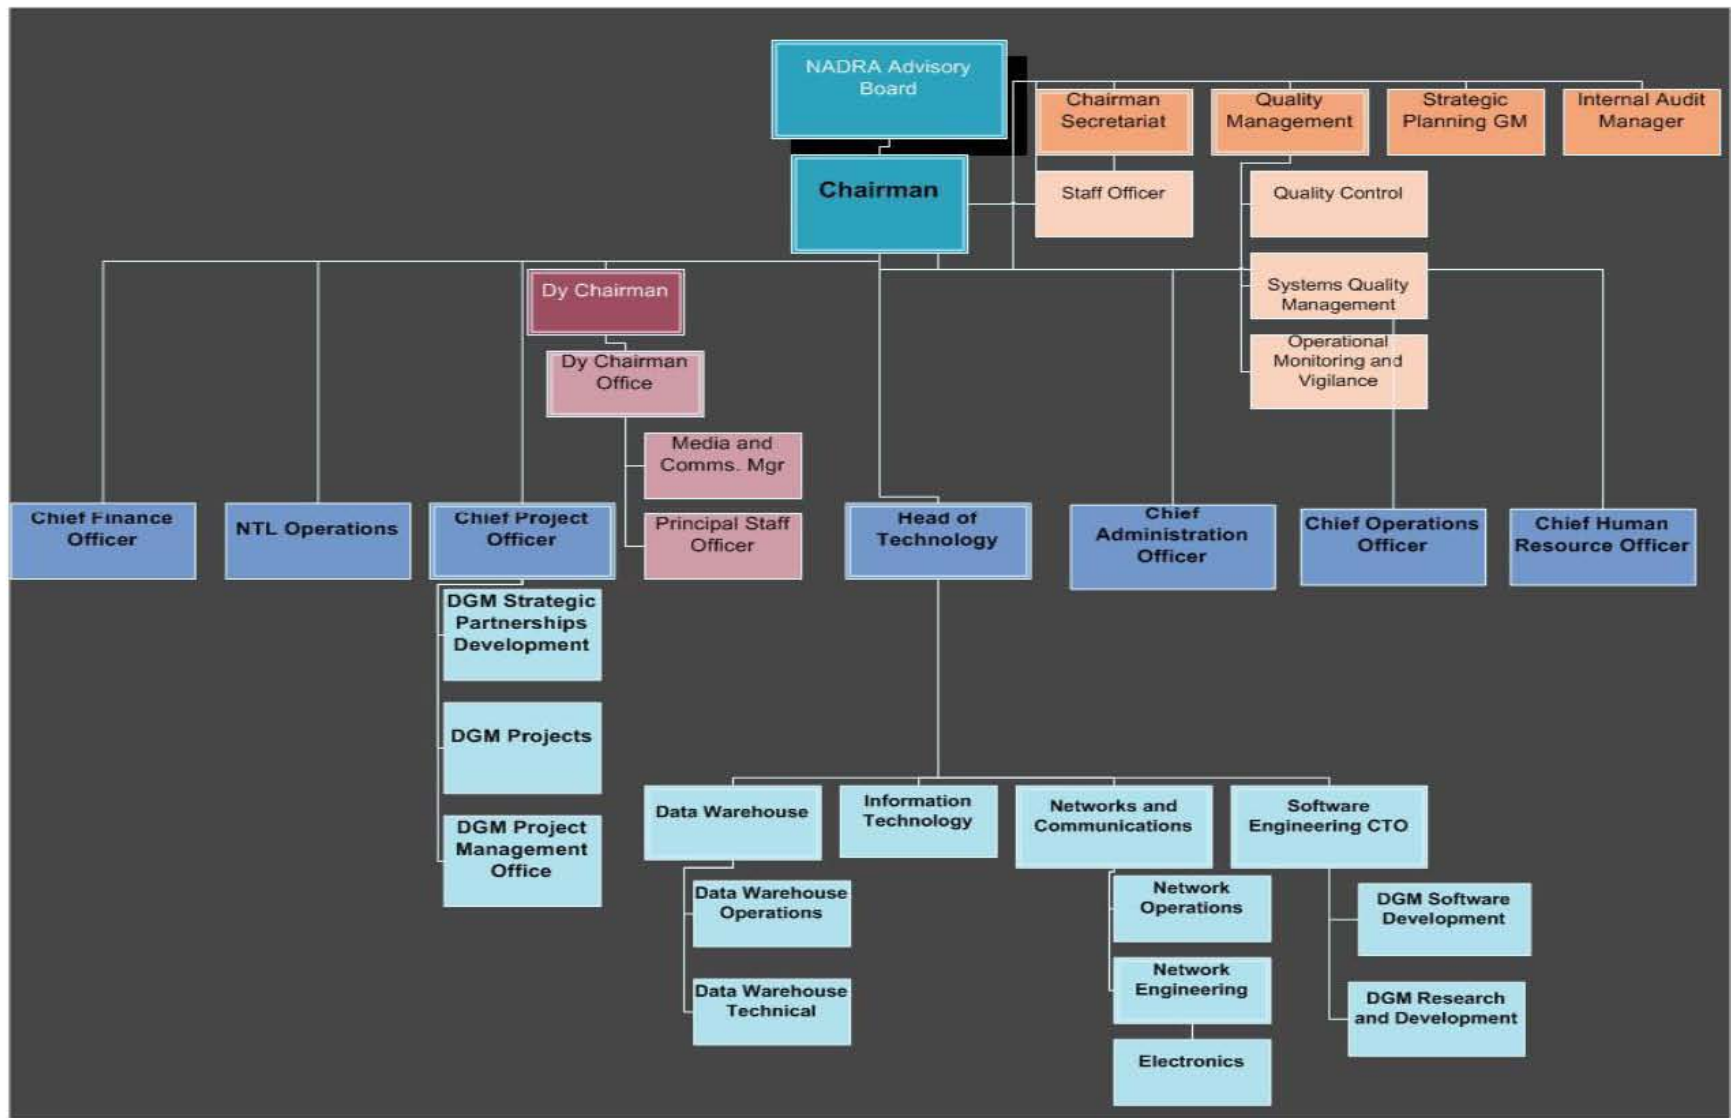 NADRA Advisory
Board
Chairman
Secretariat
Quality
Management
Strategic
Planning GM
Internal Audit
Manager
Chairman
Staff Officer
Quality Control
Systems Quality
Management
Operational
Monitoring and
Vigilance
Dy Chairman
Dy Chairman
Office
Media and
Comms. Mgr
Principal Staff
Officer
Chief Finance
Officer
NTL Operations
Chief Project
Officer
Head of
Technology
Chief
Administration
Officer
Chief Operations
Officer
Chief Human
Resource Officer
DGM Strategic
Partnerships
Development
DGM Projects
DGM Project
Management
Office
Data Warehouse
Information
Technology
Networks and
Communications
Software
Engineering CTO
Data Warehouse
Operations
Data Warehouse
Technical
Network
Operations
Network
Engineering
Electronics
DGM Software
Development
DGM Research
and Development